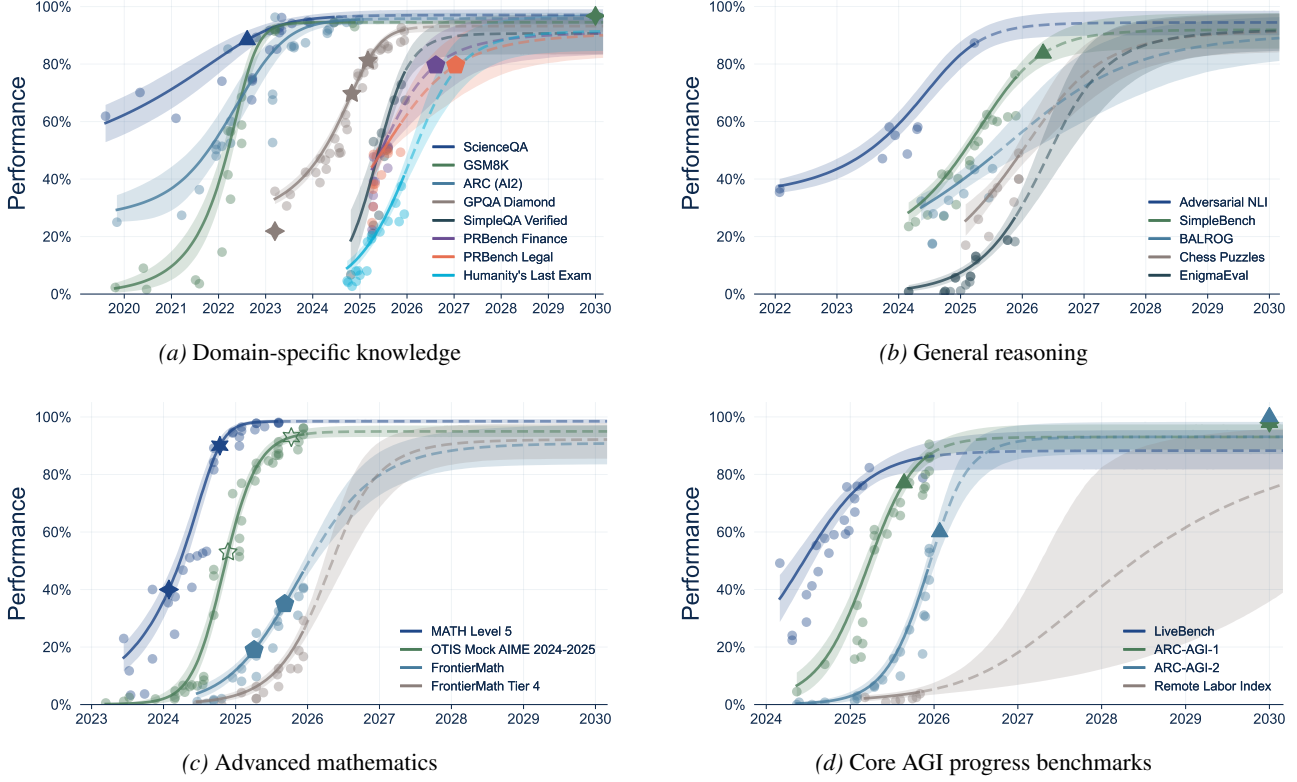 Performance
100%
80%
60%
40%
20%
0%
2020 2021 2022 2023 2024 2025 2026 2027 2028 2029 2030
ScienceQA
GSM8K
ARC (AI2)
GPQA Diamond
SimpleQA Verified
PRBench Finance
PRBench Legal
Humanity's Last Exam
(a) Domain-specific knowledge
Performance
100%
80%
60%
40%
20%
0%
2022 2023 2024 2025 2026 2027 2028 2029 2030
Adversarial NLI
SimpleBench
BALROG
Chess Puzzles
EnigmaEval
(b) General reasoning
Performance
100%
80%
60%
40%
20%
0%
2023 2024 2025 2026 2027 2028 2029 2030
MATH Level 5
OTIS Mock AIME 2024-2025
FrontierMath
FrontierMath Tier 4
(c) Advanced mathematics
Performance
100%
80%
60%
40%
20%
0%
2024 2025 2026 2027 2028 2029 2030
LiveBench
ARC-AGI-1
ARC-AGI-2
Remote Labor Index
(d) Core AGI progress benchmarks